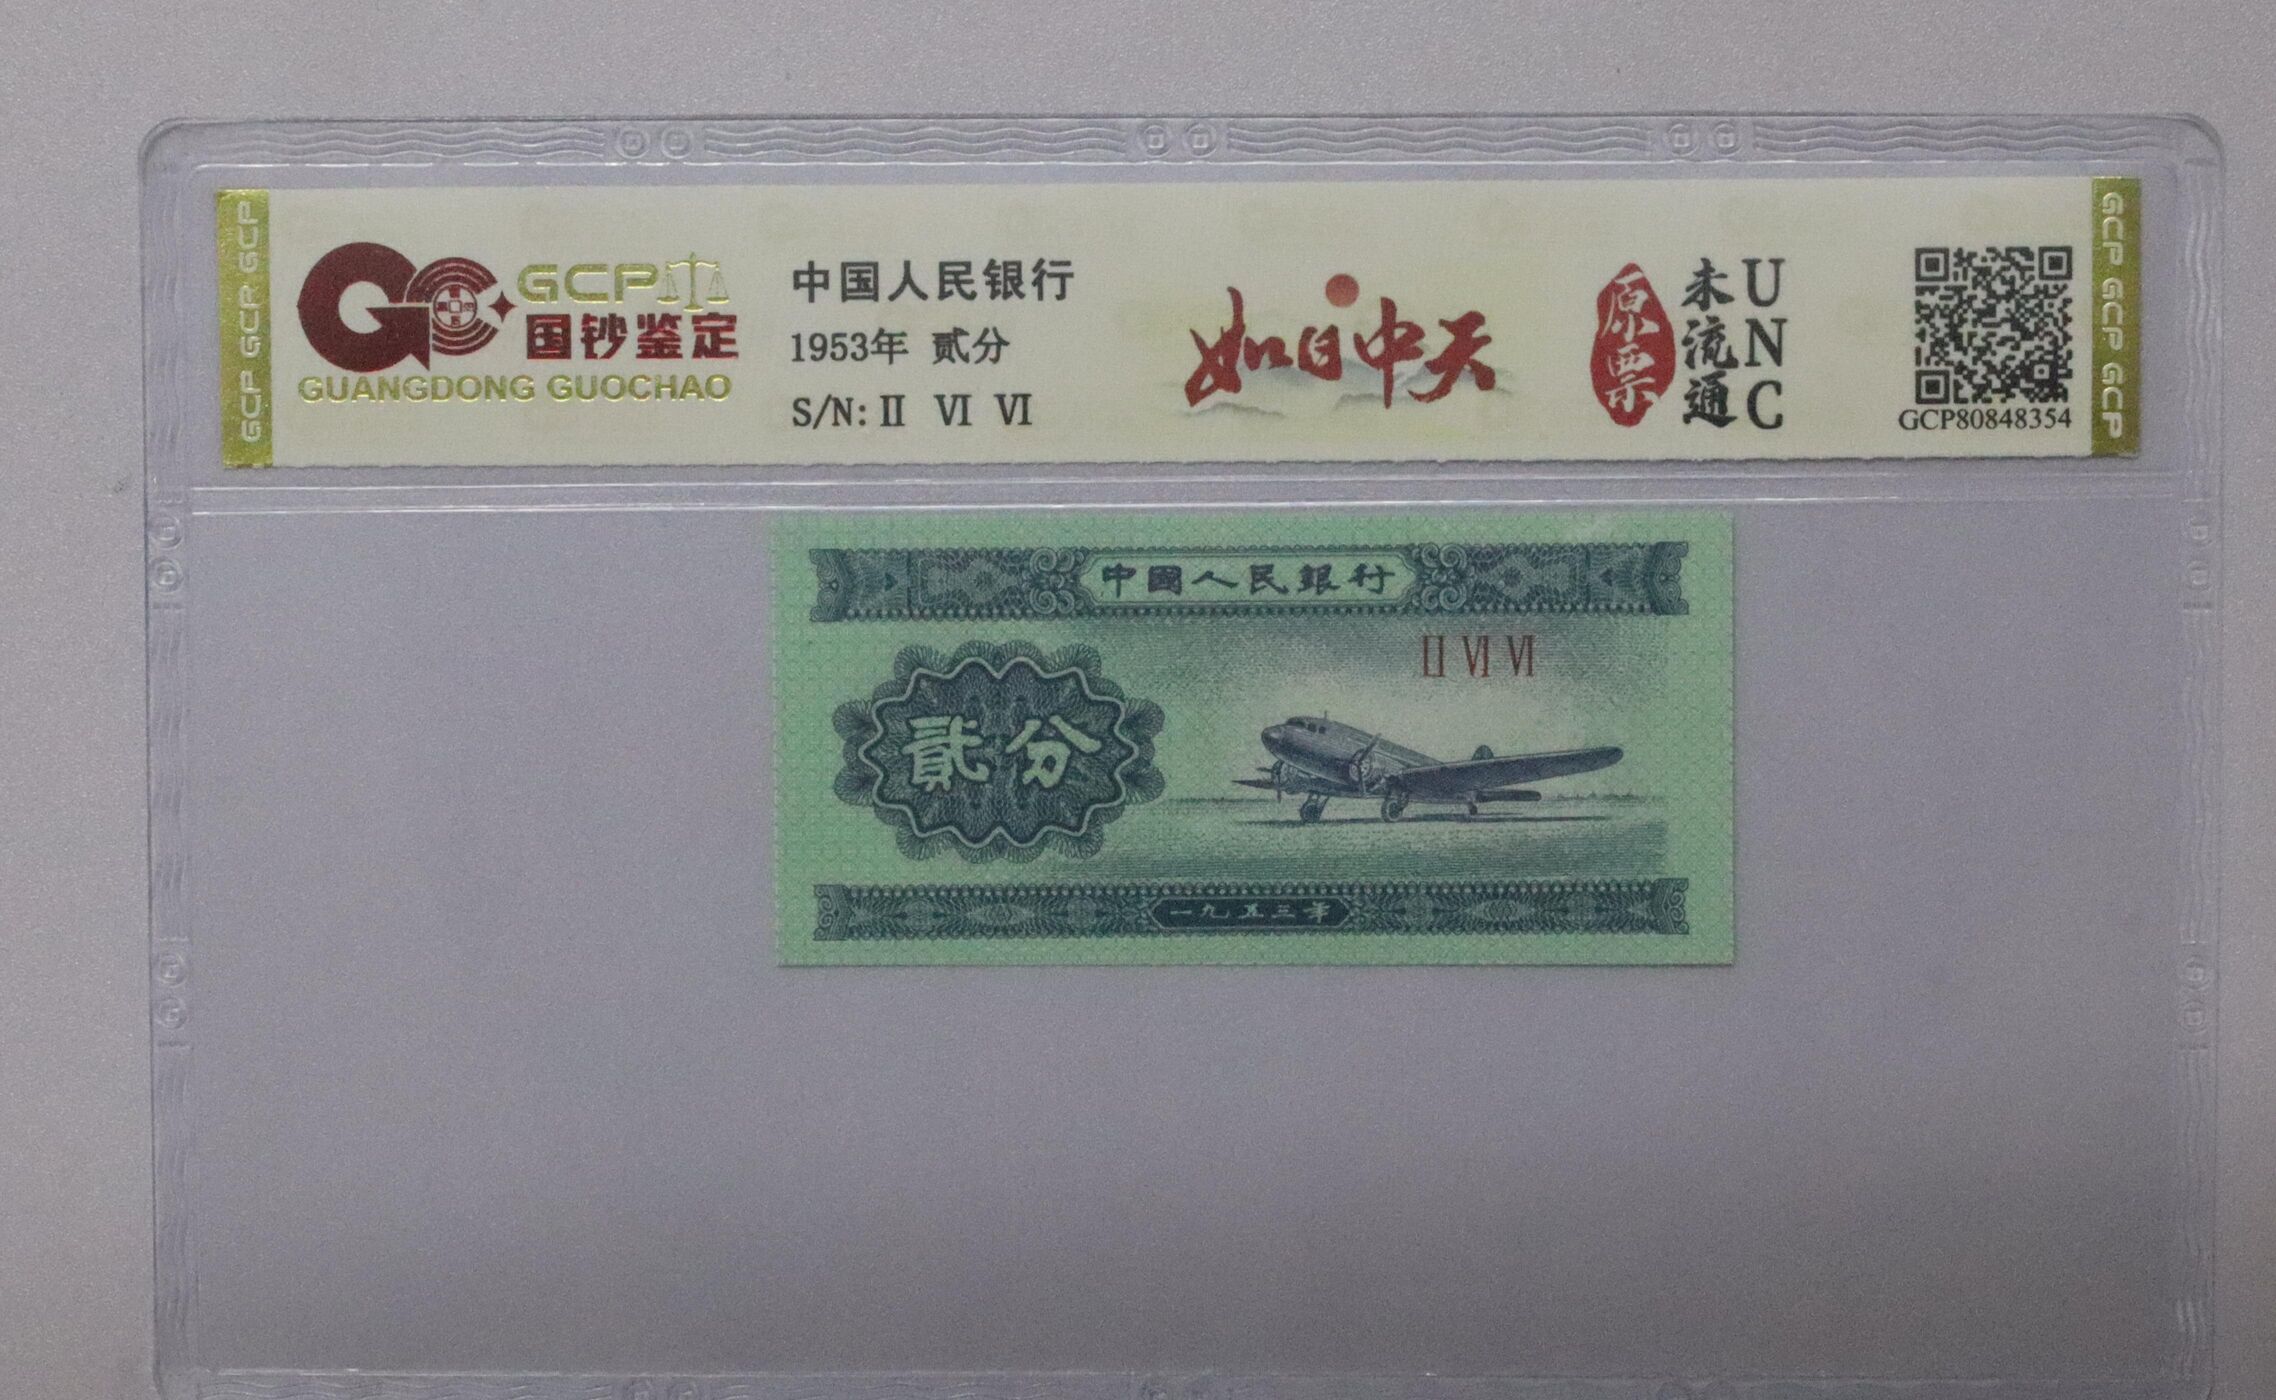 GCP GCP GCP
GCP
国钞鉴定
GUANGDONG GUOCHAO
中国人民银行
1953年 贰分
S/N: II VI VI
如日中天
原票
未流通
UNC
GCP80848354
GCP GCP GCP
中國人民銀行
II VI VI
貳分
一九五三年